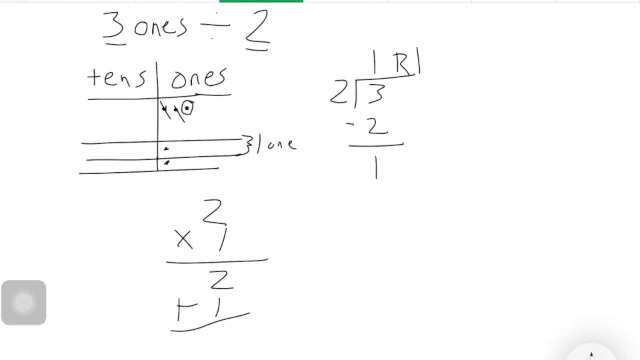 3 ones ÷ 2
tens ones
} 1 one
1 R1
2 3
- 2
1
2
x 1
2
+ 1